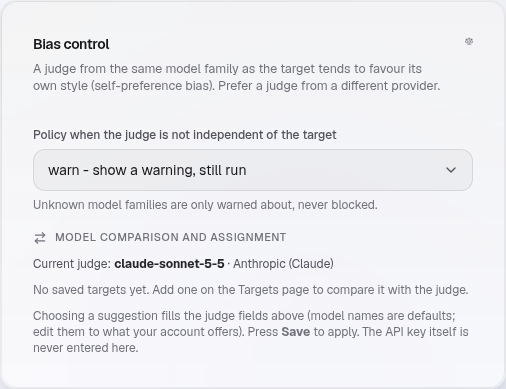 Bias control
A judge from the same model family as the target tends to favour its
own style (self-preference bias). Prefer a judge from a different provider.
Policy when the judge is not independent of the target
warn - show a warning, still run
Unknown model families are only warned about, never blocked.
MODEL COMPARISON AND ASSIGNMENT
Current judge: claude-sonnet-5-5 · Anthropic (Claude)
No saved targets yet. Add one on the Targets page to compare it with the judge.
Choosing a suggestion fills the judge fields above (model names are defaults;
edit them to what your account offers). Press Save to apply. The API key itself is
never entered here.